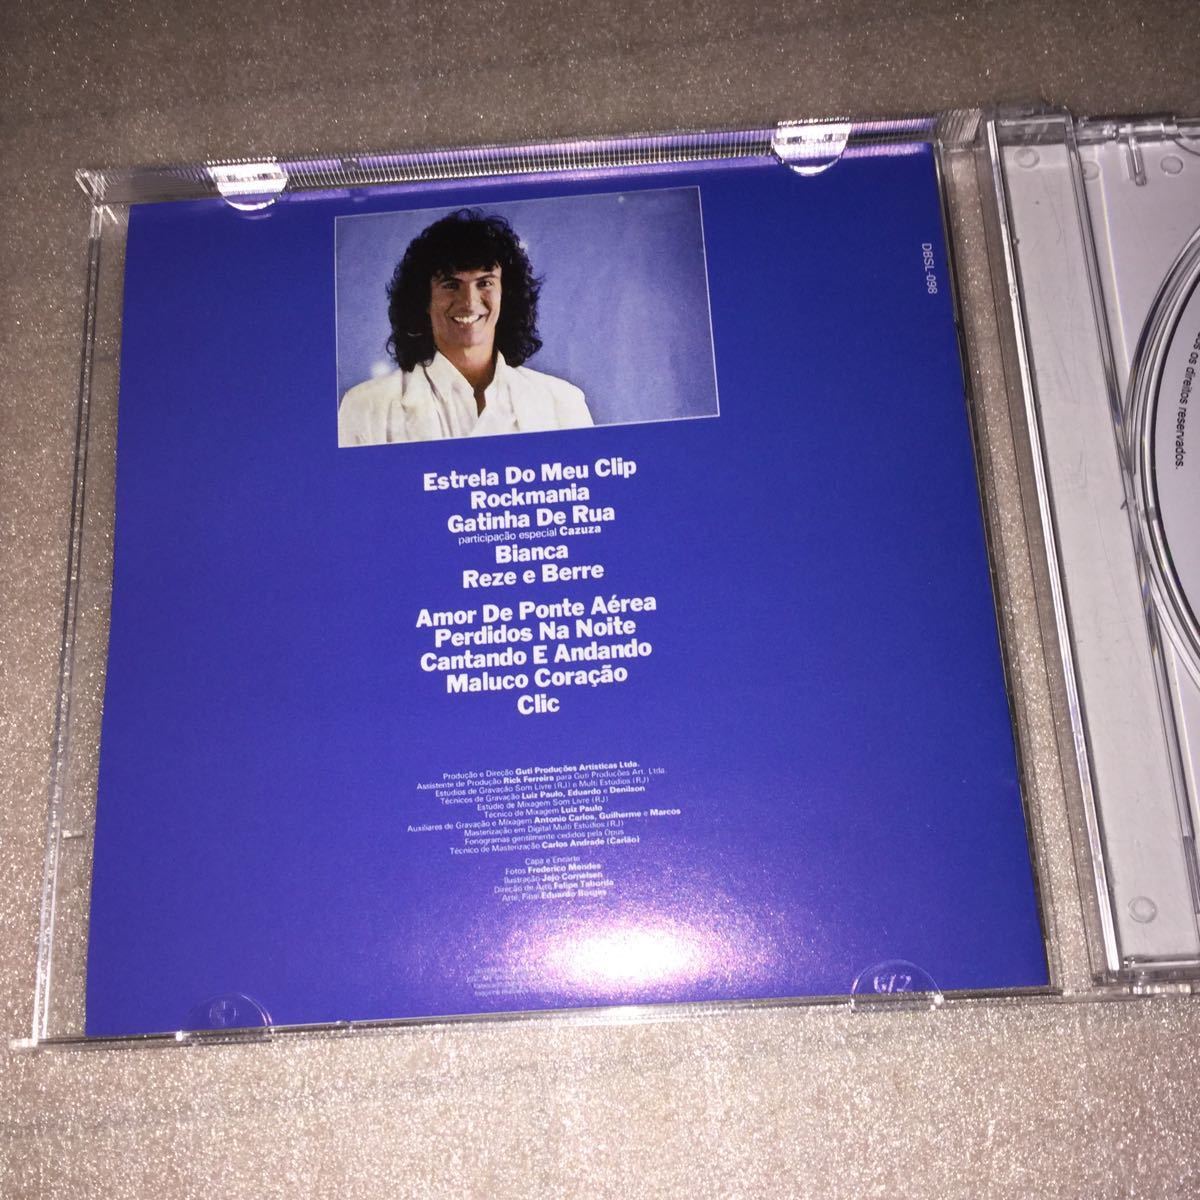 DBSL-098
Estrela Do Meu Clip
Rockmania
Gatinha De Rua
participação especial Cazuza
Bianca
Reze e Berre
Amor De Ponte Aérea
Perdidos Na Noite
Cantando E Andando
Maluco Coração
Clic
Produção e Direção Guti Produções Artísticas Ltda.
Assistente de Produção Rick Ferreira para Guti Produções Art. Ltda.
Estúdios de Gravação Som Livre (RJ) e Multi Estúdios (RJ)
Técnicos de Gravação Luiz Paulo, Eduardo e Denilson
Estúdio de Mixagem Som Livre (RJ)
Técnico de Mixagem Luiz Paulo
Auxiliares de Gravação e Mixagem Antonio Carlos, Guilherme e Marcos
Masterização em Digital Multi Estúdios (RJ)
Fonogramas gentilmente cedidos pela Opus
Técnico de Masterização Carlos Andrade (Carlão)
Capa e Encarte
Fotos Frederico Mendes
Ilustração Jejo Cornelsen
Direção de Arte Felipe Taborda
Arte Final Eduardo Borges
os direitos reservados.